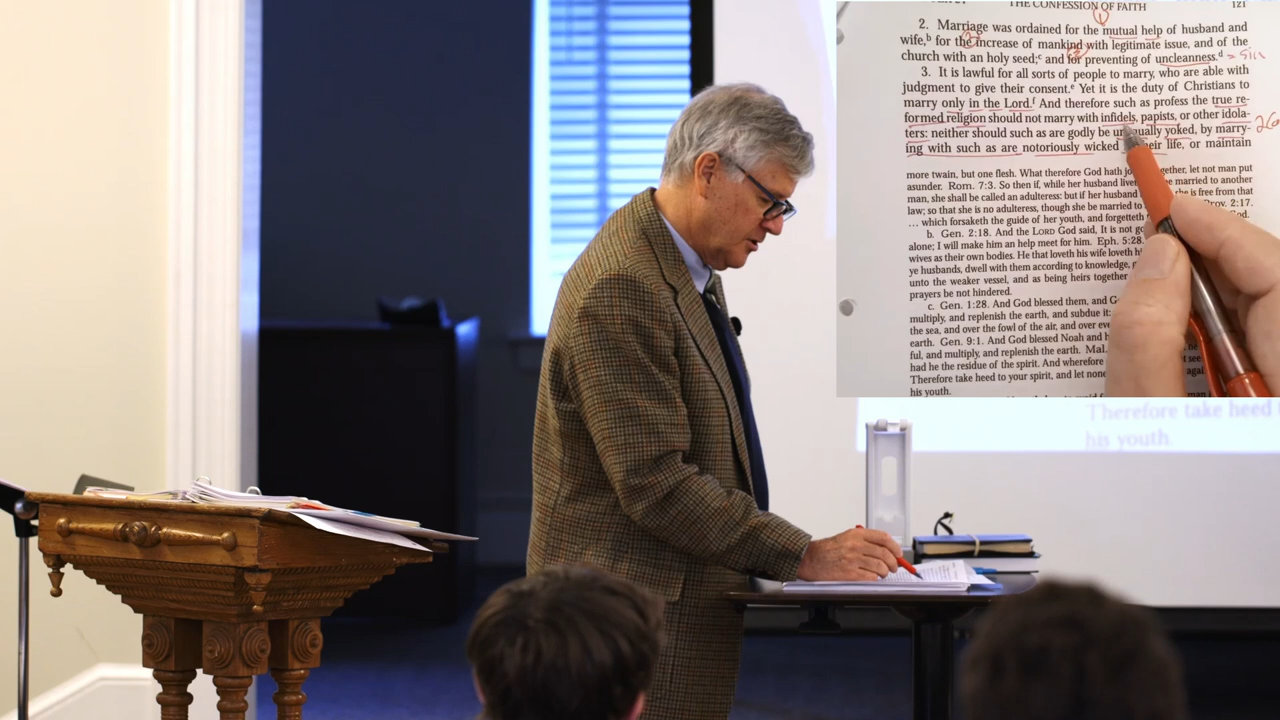 THE CONFESSION OF FAITH 121
2. Marriage was ordained for the mutual help of husband and
wife,b for the increase of mankind with legitimate issue, and of the
church with an holy seed;c and for preventing of uncleanness.d = sin
3. It is lawful for all sorts of people to marry, who are able with
judgment to give their consent.e Yet it is the duty of Christians to
marry only in the Lord.f And therefore such as profess the true re-
formed religion should not marry with infidels, papists, or other idola-
ters: neither should such as are godly be unequally yoked, by marry-
ing with such as are notoriously wicked their life, or maintain
more twain, but one flesh. What therefore God hath together, let not man put
asunder. Rom. 7:3. So then if, while her husband be married to another
man, she shall be called an adulteress: but if her husband she is free from that
law; so that she is no adulteress, though she be married to Prov. 2:17.
... which forsaketh the guide of her youth, and forgetteth God.
b. Gen. 2:18. And the LORD God said, It is not
alone; I will make him an help meet for him. Eph. 5:28.
wives as their own bodies. He that loveth his wife loveth
ye husbands, dwell with them according to knowledge,
unto the weaker vessel, and as being heirs together
prayers be not hindered.
c. Gen. 1:28. And God blessed them, and
multiply, and replenish the earth, and subdue it:
the sea, and over the fowl of the air, and over
earth. Gen. 9:1. And God blessed Noah and
ful, and multiply, and replenish the earth. Mal.
had he the residue of the spirit. And wherefore
Therefore take heed to your spirit, and let none
his youth.
Therefore take heed
his youth.